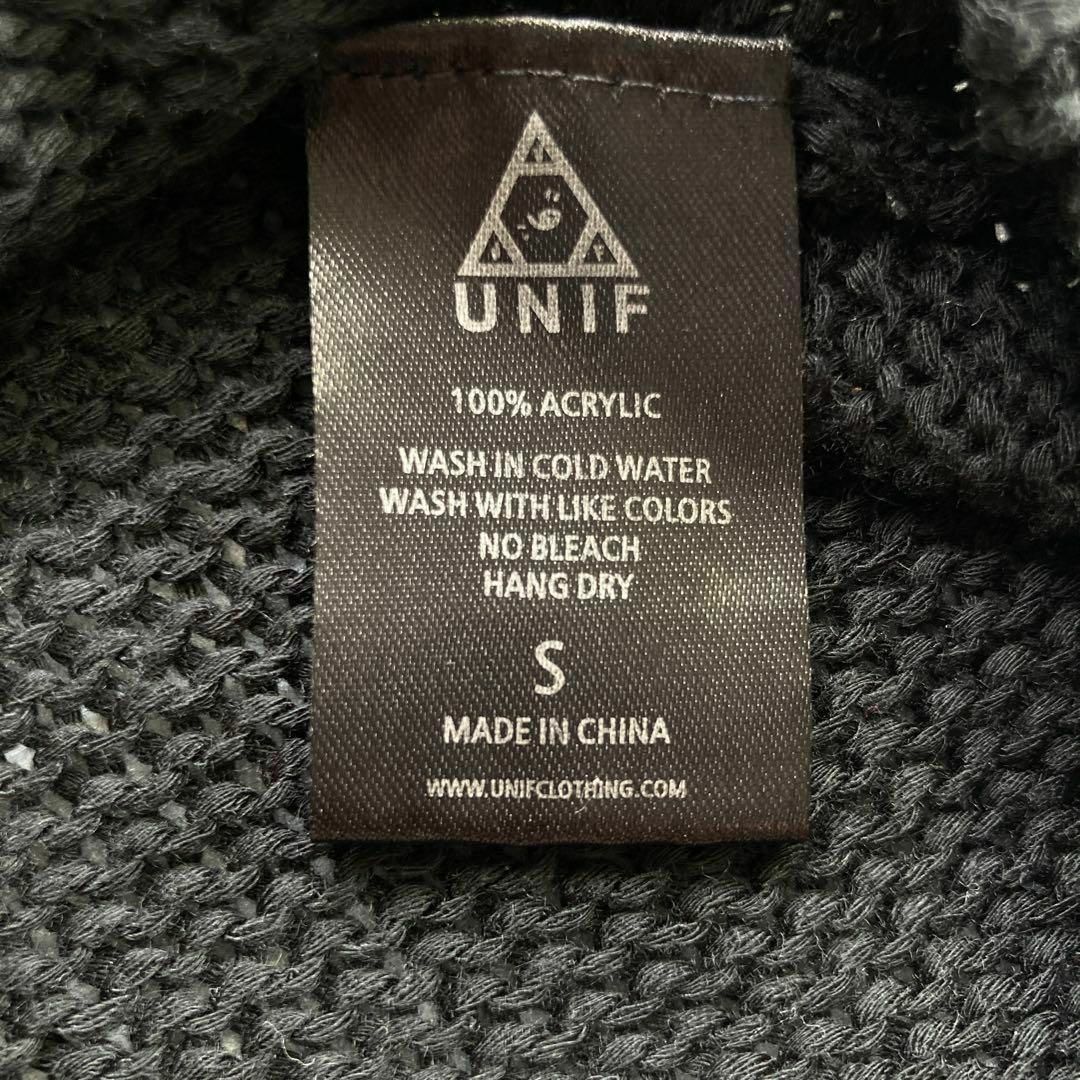 UNIF
100% ACRYLIC
WASH IN COLD WATER
WASH WITH LIKE COLORS
NO BLEACH
HANG DRY
S
MADE IN CHINA
WWW.UNIFCLOTHING.COM